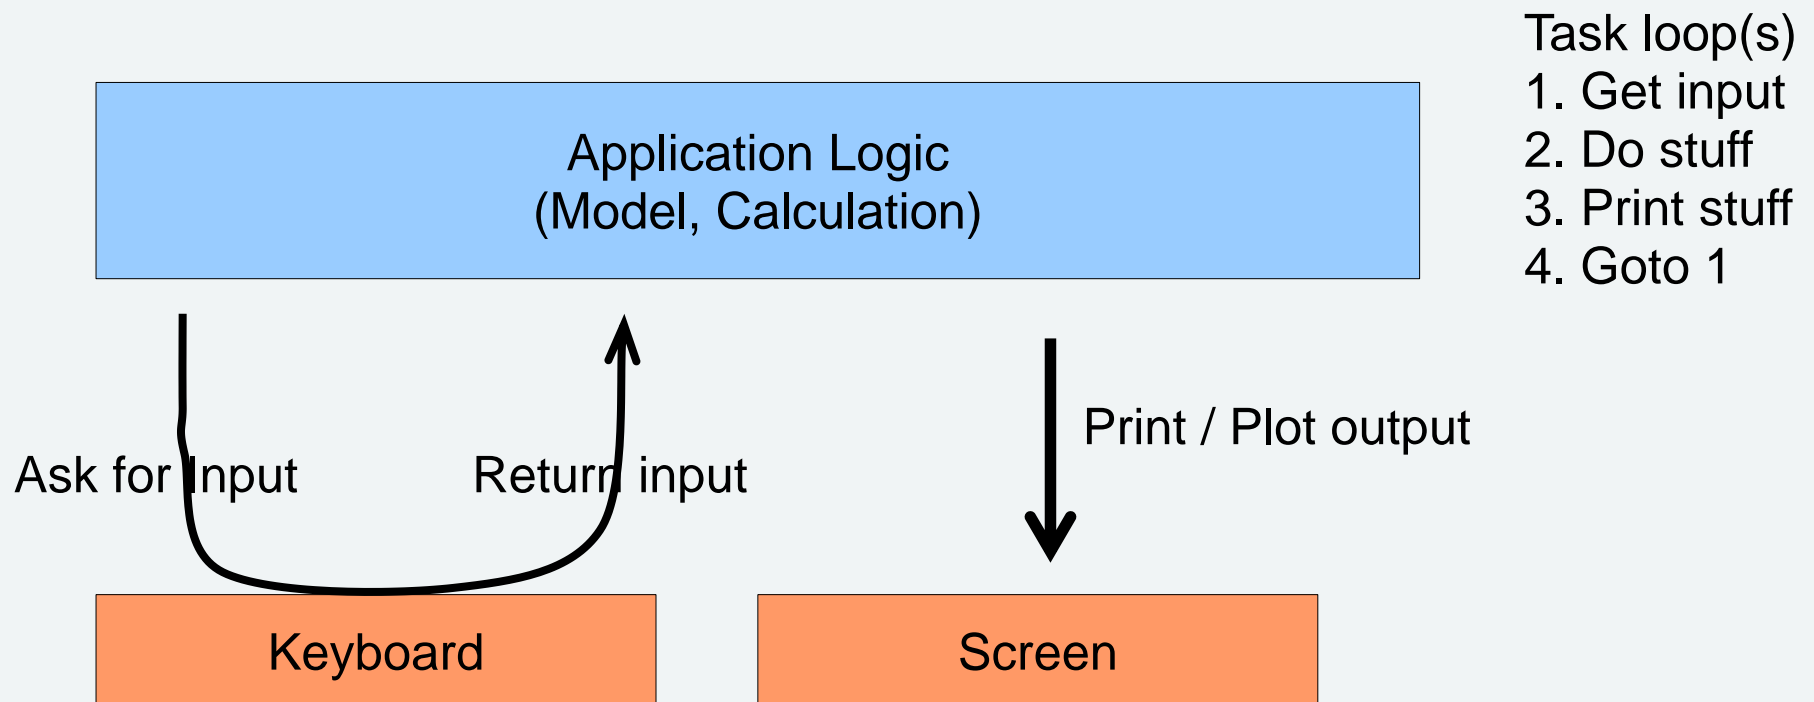 Task loop(s)
1. Get input
2. Do stuff
3. Print stuff
4. Goto 1
Application Logic
(Model, Calculation)
Ask for Input
Return input
Print / Plot output
Keyboard
Screen